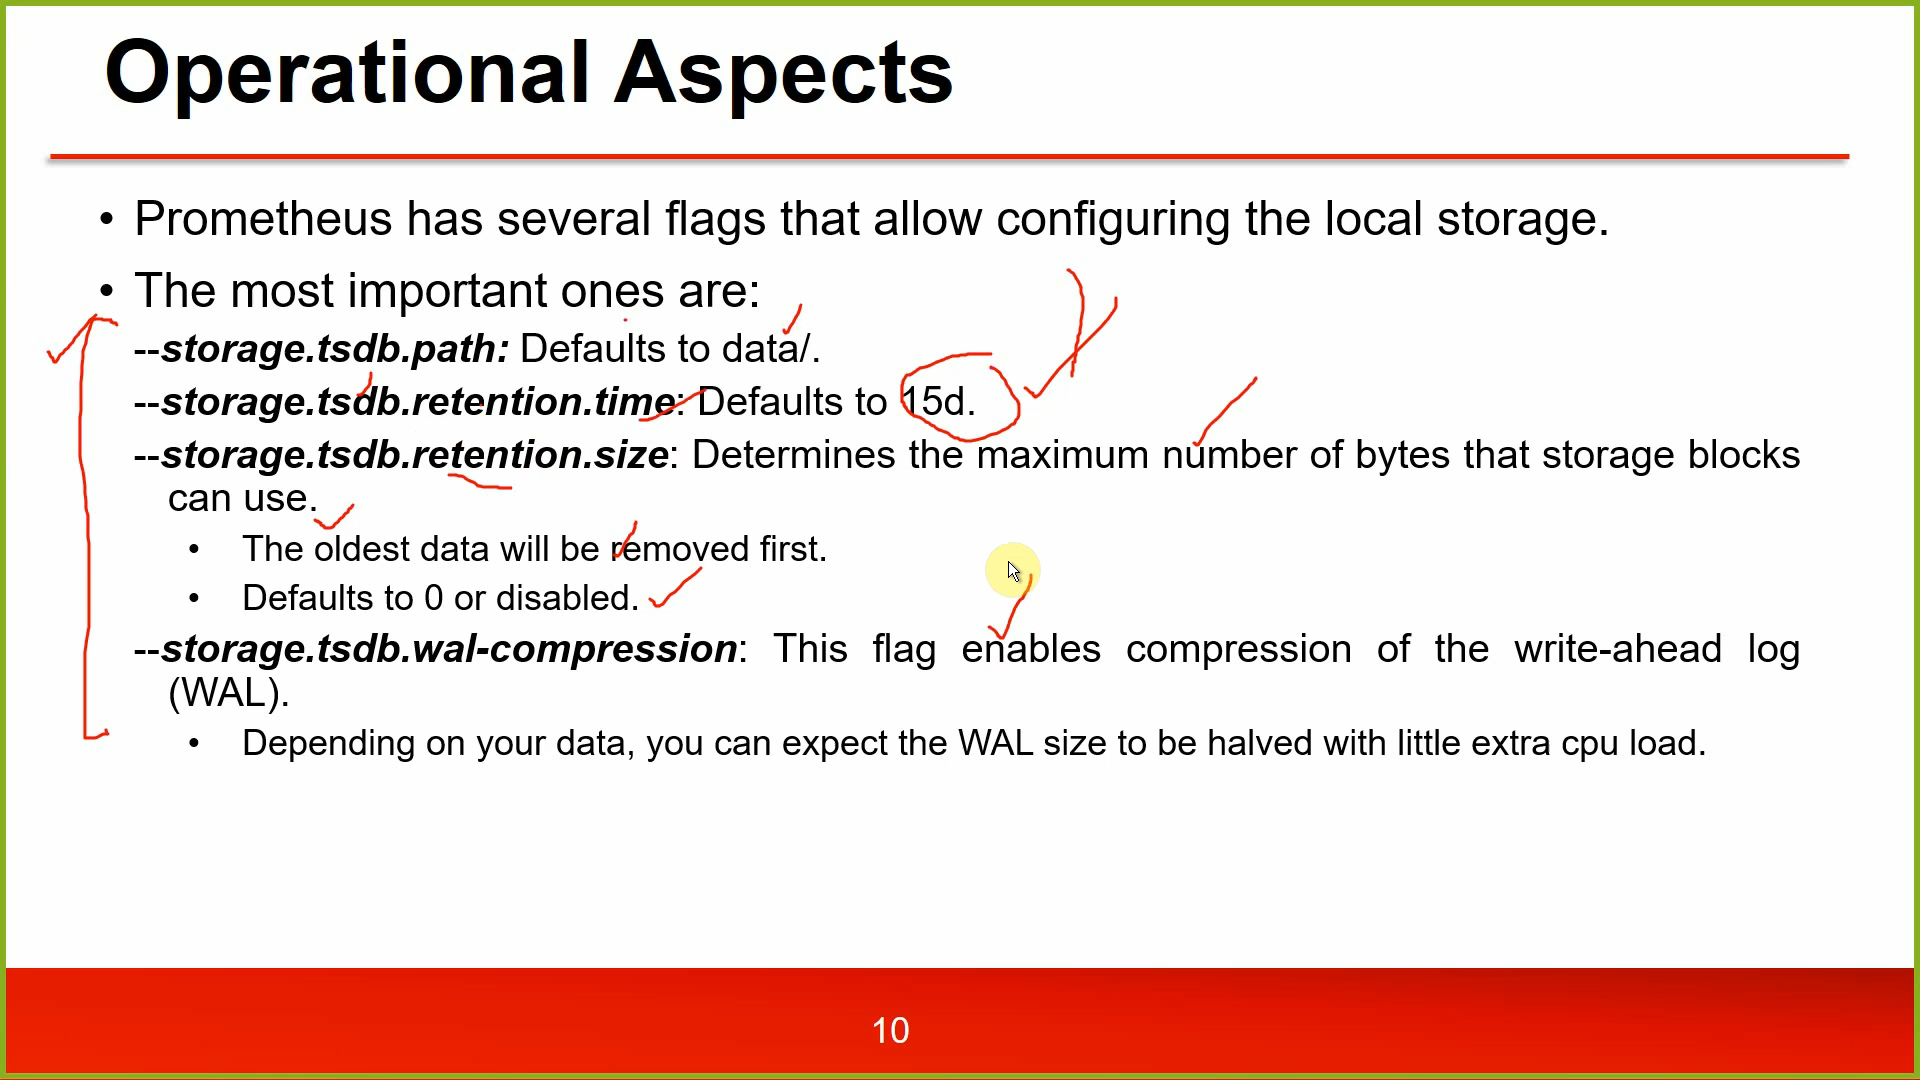 Operational Aspects
• Prometheus has several flags that allow configuring the local storage.
• The most important ones are:
--storage.tsdb.path: Defaults to data/.
--storage.tsdb.retention.time: Defaults to 15d.
--storage.tsdb.retention.size: Determines the maximum number of bytes that storage blocks
can use.
• The oldest data will be removed first.
• Defaults to 0 or disabled.
--storage.tsdb.wal-compression: This flag enables compression of the write-ahead log
(WAL).
• Depending on your data, you can expect the WAL size to be halved with little extra cpu load.
10